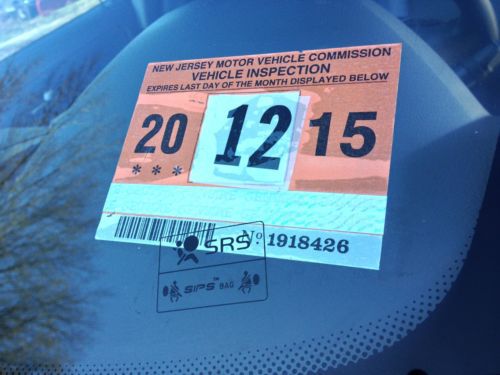 NEW JERSEY MOTOR VEHICLE COMMISSION
VEHICLE INSPECTION
EXPIRES LAST DAY OF THE MONTH DISPLAYED BELOW
20 12 15
* * *
SRS
No. 1918426
SIPS™ BAG